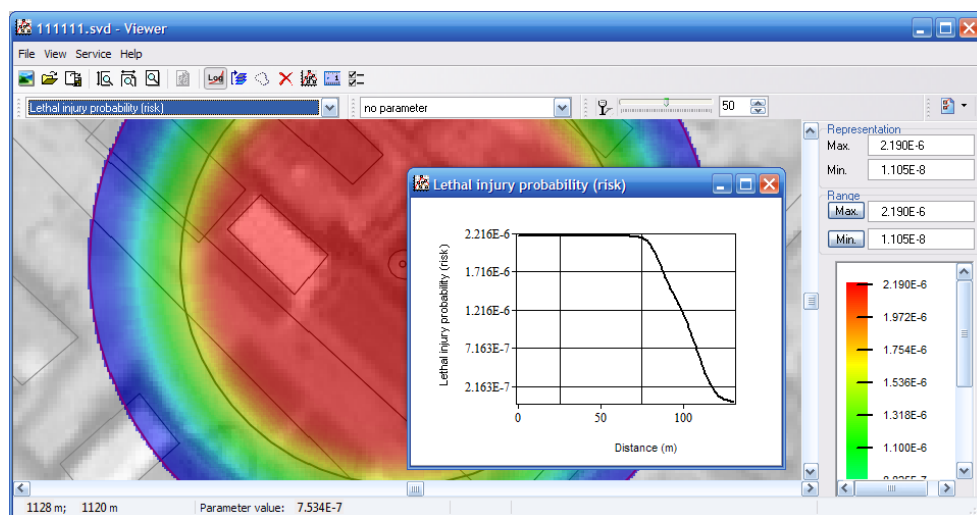 111111.svd - Viewer
File View Service Help
Log
Lethal injury probability (risk)
no parameter
50
Representation
Max. 2.190E-6
Min. 1.105E-8
Range
Max. 2.190E-6
Min. 1.105E-8
Lethal injury probability (risk)
Lethal injury probability (risk)
2.216E-6
1.716E-6
1.216E-6
7.163E-7
2.163E-7
0 50 100
Distance (m)
2.190E-6
1.972E-6
1.754E-6
1.536E-6
1.318E-6
1.100E-6
1128 m; 1120 m Parameter value: 7.534E-7